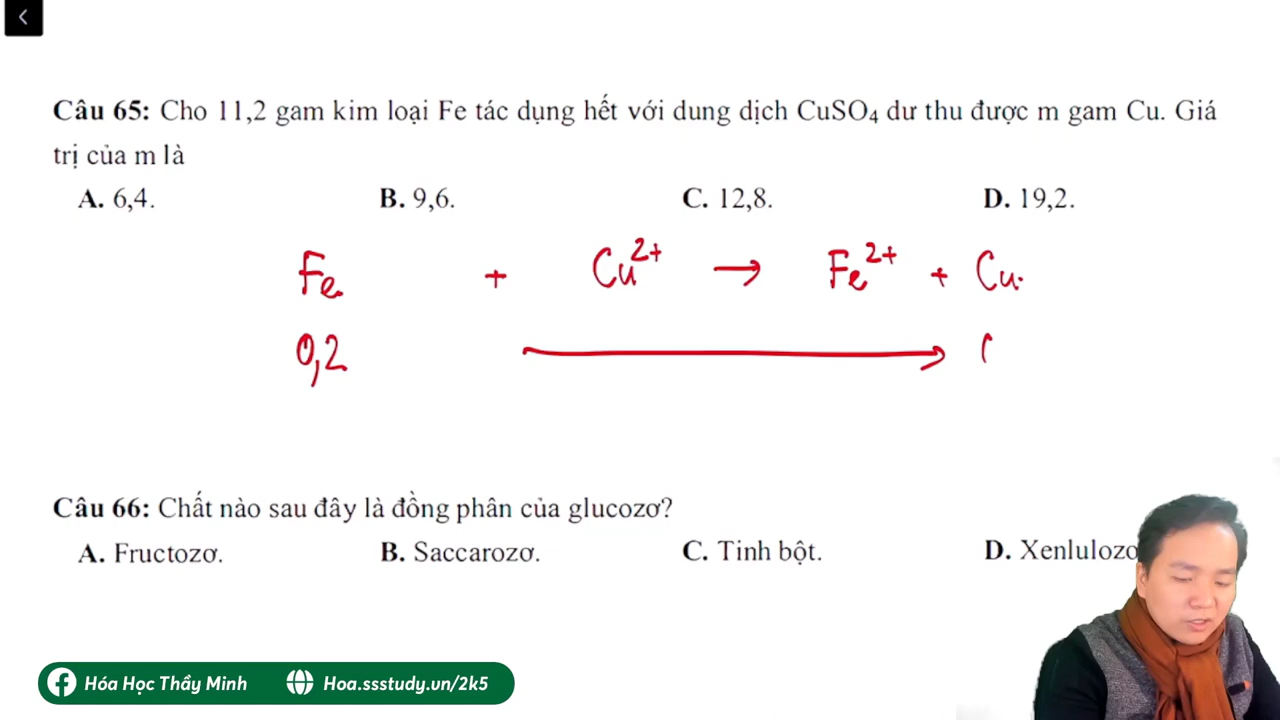 Câu 65: Cho 11,2 gam kim loại Fe tác dụng hết với dung dịch CuSO₄ dư thu được m gam Cu. Giá
trị của m là
A. 6,4. B. 9,6. C. 12,8. D. 19,2.
Fe + Cu²⁺ → Fe²⁺ + Cu.
0,2 →
Câu 66: Chất nào sau đây là đồng phân của glucozơ?
A. Fructozơ. B. Saccarozơ. C. Tinh bột. D.
Hóa Học Thầy Minh Hoa.ssstudy.vn/2k5